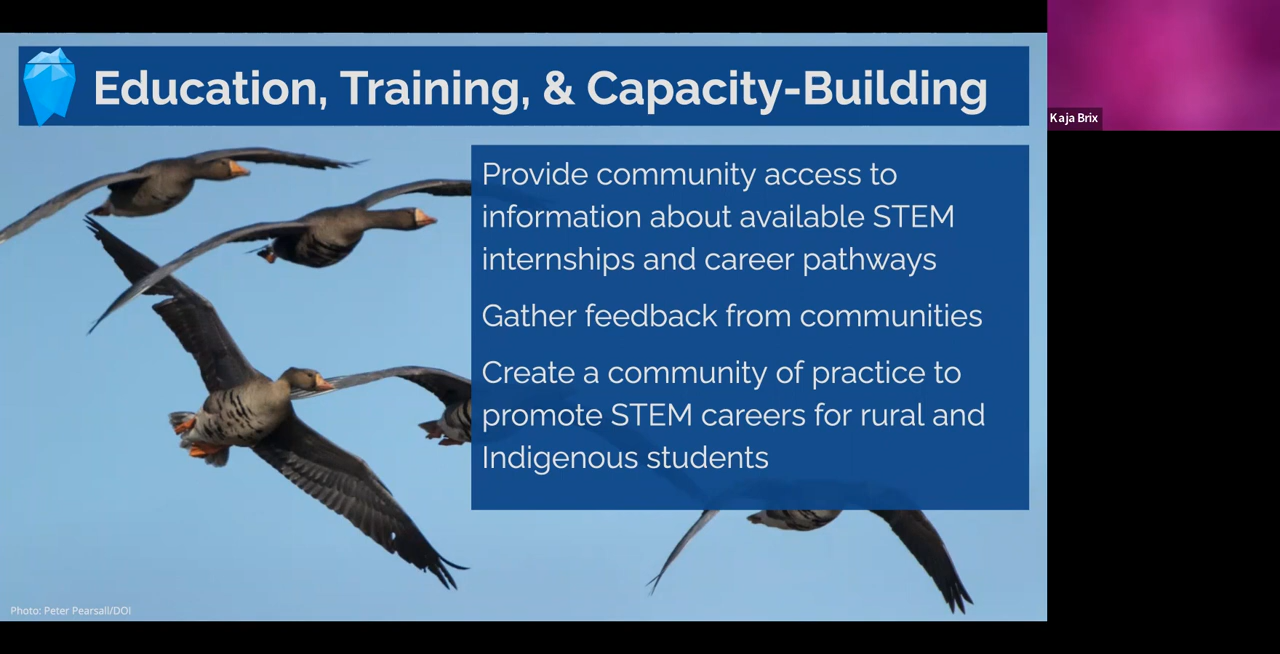 Education, Training, & Capacity-Building
Kaja Brix
Provide community access to
information about available STEM
internships and career pathways
Gather feedback from communities
Create a community of practice to
promote STEM careers for rural and
Indigenous students
Photo: Peter Pearsall/DOI